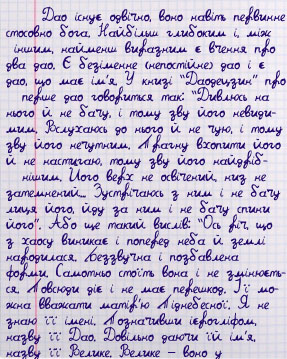 Дао існує одвічно, воно навіть первинне
стосовно бога. Найбільш глибоким і, між
іншим, найменш виразним є вчення про
два дао. Є безіменне (непостійне) дао і є
дао, що має ім'я. У книзі "Даодецзин" про
перше дао говориться так: "Дивлюсь на
нього й не бачу, і тому зву його невиди-
мим. Вслухаюсь до нього й не чую, і тому
зву його нечутним. Прагну вхопити його
й не настигаю, тому зву його найдріб-
нішим. Його верх не освічений, низ не
затемнений... Зустрічаюсь з ним і не бачу
лиця його, йду за ним і не бачу спини
його". Або ще такий вислів: "Ось річ, що
з хаосу виникає і поперед неба й землі
народилася. Беззвучна і позбавлена
форми. Самотньо стоїть вона і не змінюєть-
ся. Повсюди діє і не має перешкод. Її мо-
жна вважати матір'ю Піднебесної. Я не
знаю її імені. Позначивши ієрогліфом,
назву її Дао. Довільно даючи їй ім'я,
назву її Велике. Велике – воно у